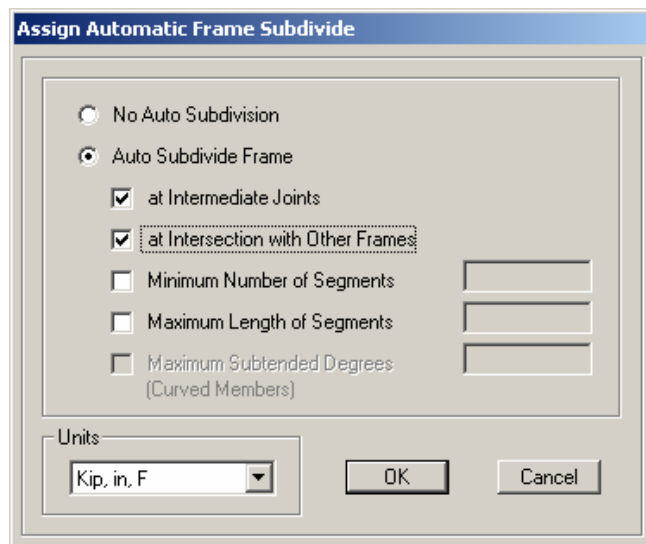 Assign Automatic Frame Subdivide
No Auto Subdivision
Auto Subdivide Frame
at Intermediate Joints
at Intersection with Other Frames
Minimum Number of Segments
Maximum Length of Segments
Maximum Subtended Degrees
(Curved Members)
Units
Kip, in, F
OK
Cancel